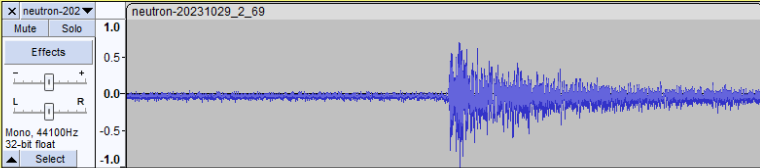 × neutron-202▼ neutron-20231029_2_69
Mute Solo
Effects
- +
L R
Mono, 44100Hz
32-bit float
▲ Select
1.0
0.5-
0.0-
-0.5-
-1.0